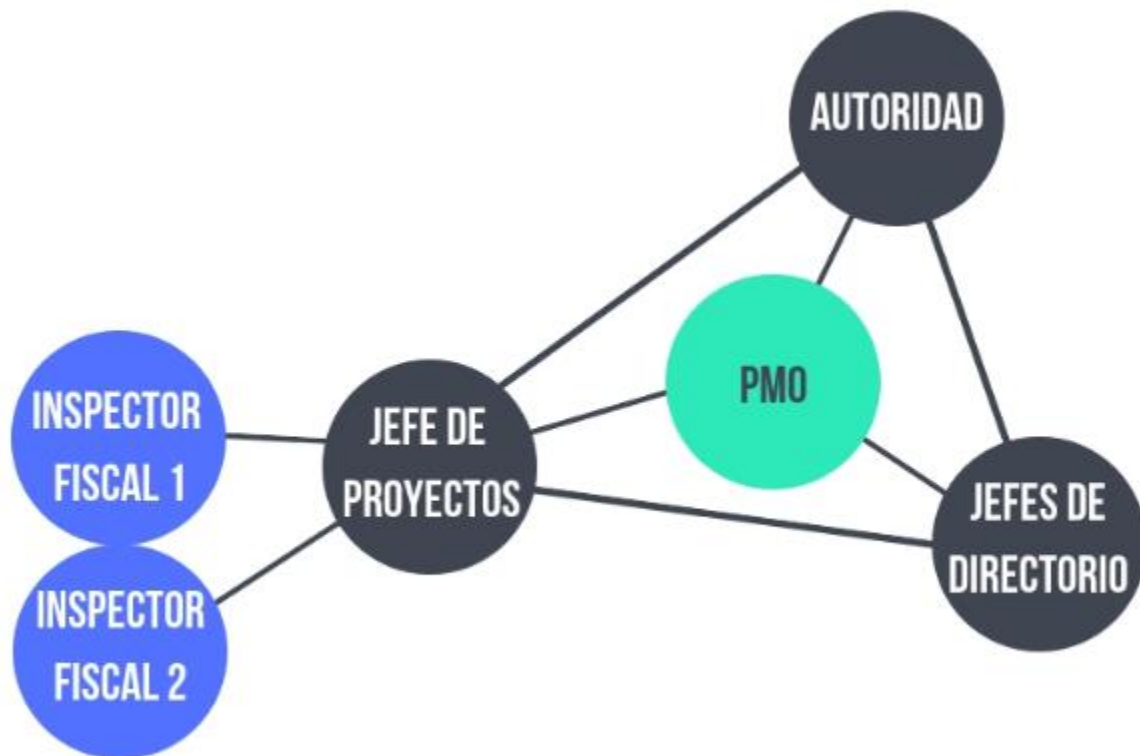 AUTORIDAD
PMO
INSPECTOR
FISCAL 1
JEFE DE
PROYECTOS
JEFES DE
DIRECTORIO
INSPECTOR
FISCAL 2